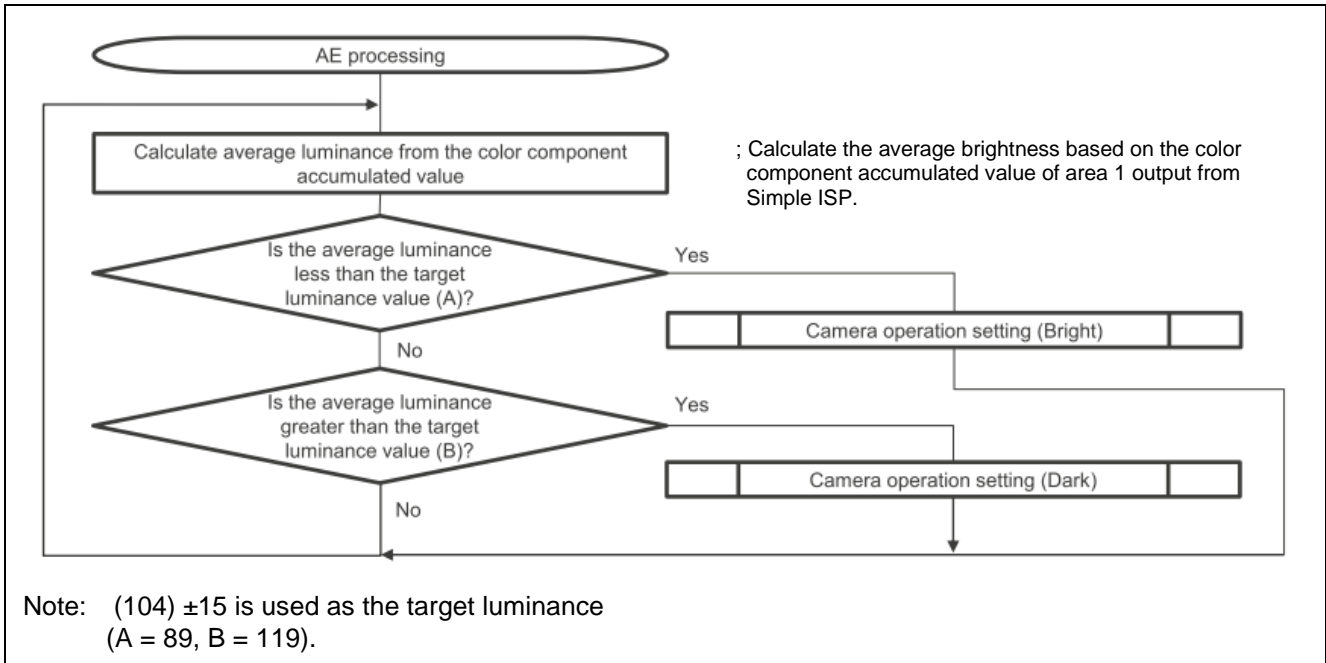 AE processing
Calculate average luminance from the color component
accumulated value
; Calculate the average brightness based on the color
component accumulated value of area 1 output from
Simple ISP.
Is the average luminance
less than the target
luminance value (A)?
Yes
Camera operation setting (Bright)
No
Is the average luminance
greater than the target
luminance value (B)?
Yes
Camera operation setting (Dark)
No
Note: (104) ±15 is used as the target luminance
(A = 89, B = 119).